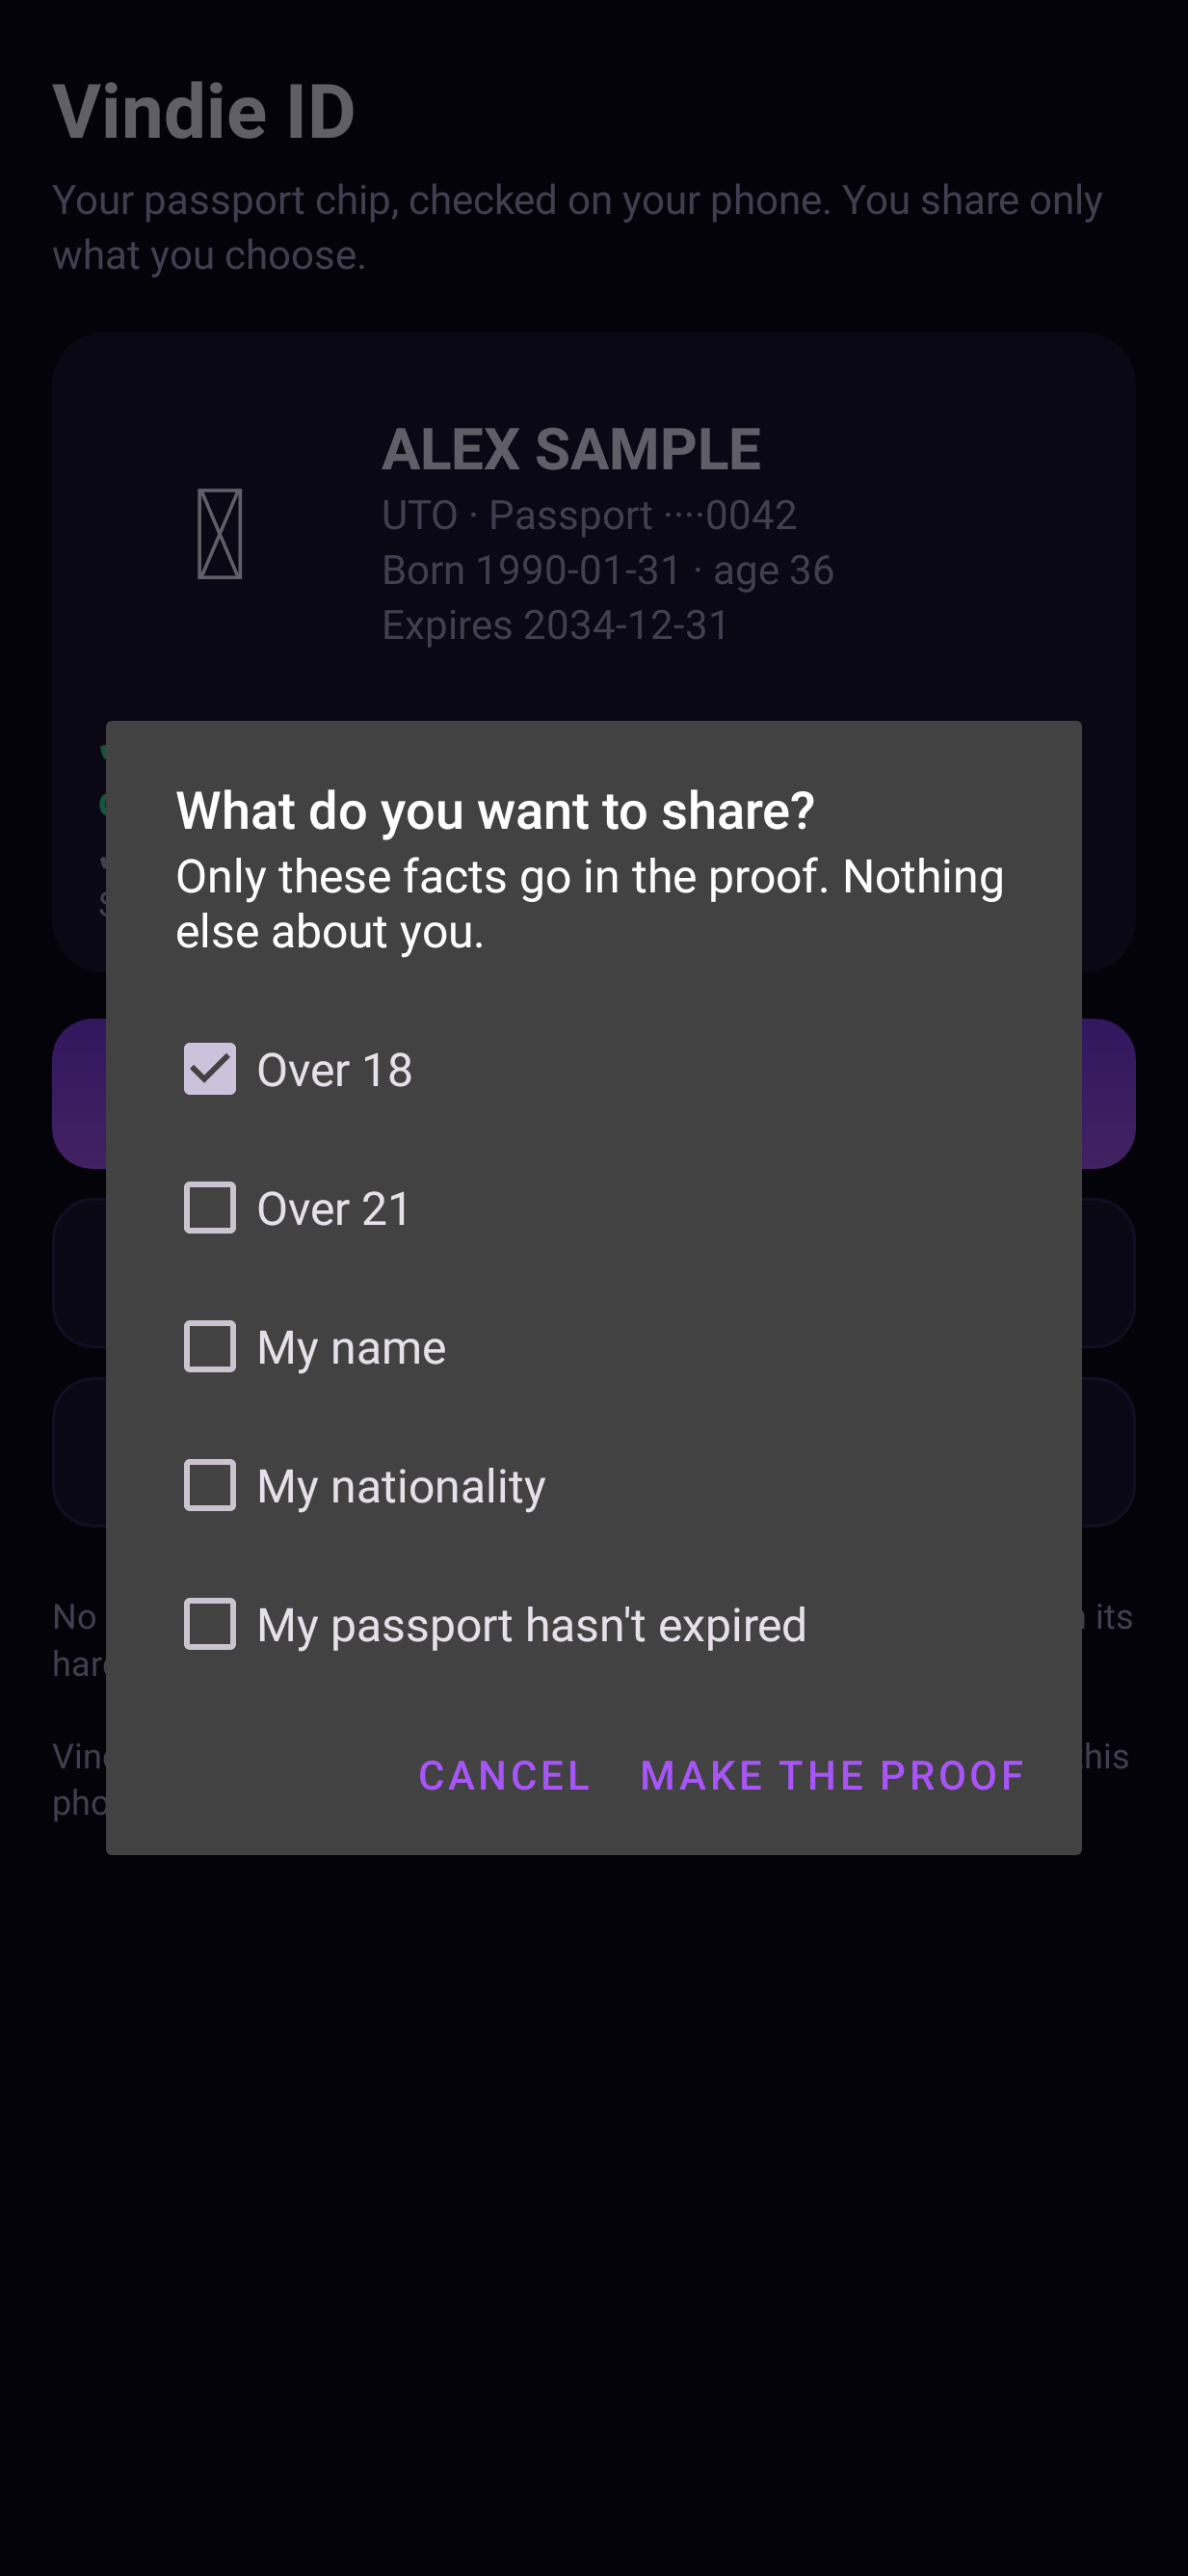 Vindie ID
Your passport chip, checked on your phone. You share only
what you choose.
ALEX SAMPLE
UTO · Passport ····0042
Born 1990-01-31 · age 36
Expires 2034-12-31
What do you want to share?
Only these facts go in the proof. Nothing
else about you.
Over 18
Over 21
My name
My nationality
My passport hasn't expired
No
its
this
CANCEL MAKE THE PROOF